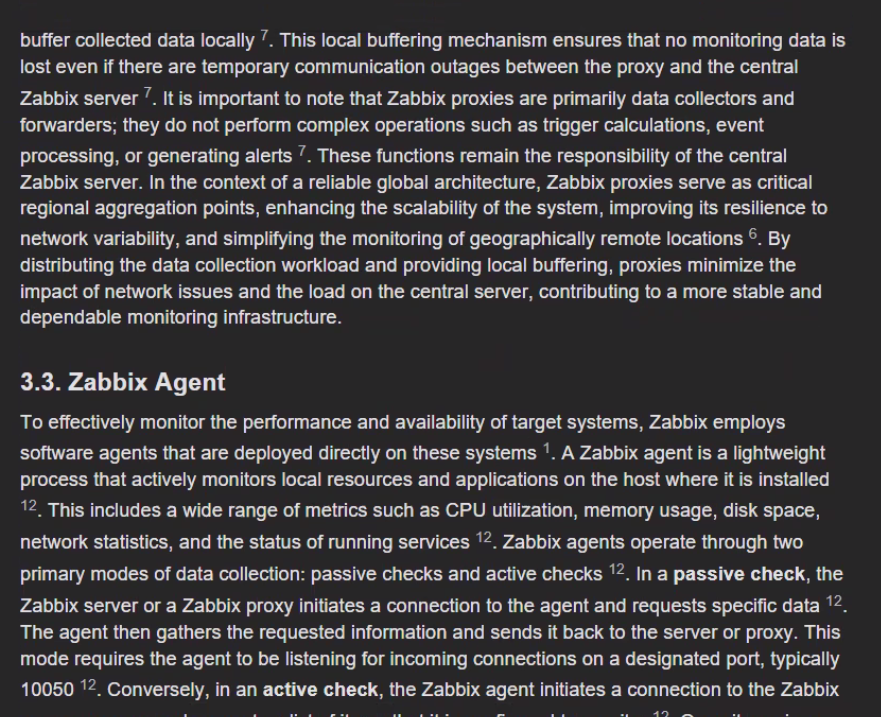 buffer collected data locally 7. This local buffering mechanism ensures that no monitoring data is
lost even if there are temporary communication outages between the proxy and the central
Zabbix server 7. It is important to note that Zabbix proxies are primarily data collectors and
forwarders; they do not perform complex operations such as trigger calculations, event
processing, or generating alerts 7. These functions remain the responsibility of the central
Zabbix server. In the context of a reliable global architecture, Zabbix proxies serve as critical
regional aggregation points, enhancing the scalability of the system, improving its resilience to
network variability, and simplifying the monitoring of geographically remote locations 6. By
distributing the data collection workload and providing local buffering, proxies minimize the
impact of network issues and the load on the central server, contributing to a more stable and
dependable monitoring infrastructure.
3.3. Zabbix Agent
To effectively monitor the performance and availability of target systems, Zabbix employs
software agents that are deployed directly on these systems 1. A Zabbix agent is a lightweight
process that actively monitors local resources and applications on the host where it is installed
12. This includes a wide range of metrics such as CPU utilization, memory usage, disk space,
network statistics, and the status of running services 12. Zabbix agents operate through two
primary modes of data collection: passive checks and active checks 12. In a passive check, the
Zabbix server or a Zabbix proxy initiates a connection to the agent and requests specific data 12.
The agent then gathers the requested information and sends it back to the server or proxy. This
mode requires the agent to be listening for incoming connections on a designated port, typically
10050 12. Conversely, in an active check, the Zabbix agent initiates a connection to the Zabbix